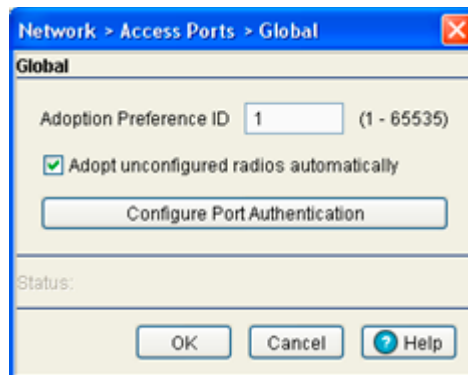 Network > Access Ports > Global
Global
Adoption Preference ID 1 (1 - 65535)
Adopt unconfigured radios automatically
Configure Port Authentication
Status:
OK Cancel ? Help